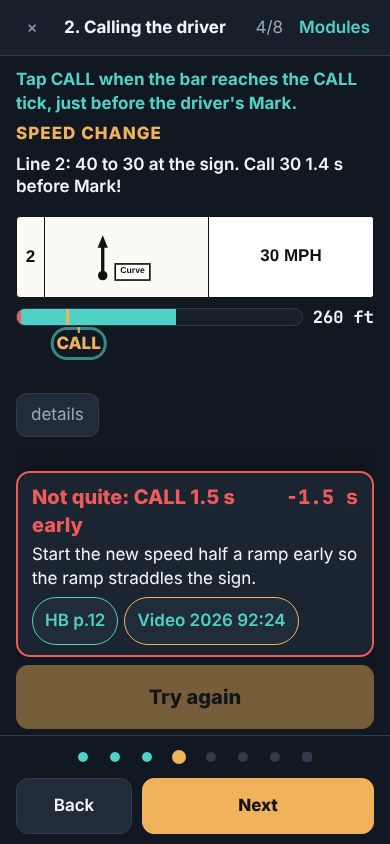 × 2. Calling the driver 4/8 Modules
Tap CALL when the bar reaches the CALL
tick, just before the driver's Mark.
SPEED CHANGE
Line 2: 40 to 30 at the sign. Call 30 1.4 s
before Mark!
2 Curve 30 MPH
260 ft
CALL
details
Not quite: CALL 1.5 s -1.5 s
early
Start the new speed half a ramp early so
the ramp straddles the sign.
HB p.12 Video 2026 92:24
Try again
Back Next